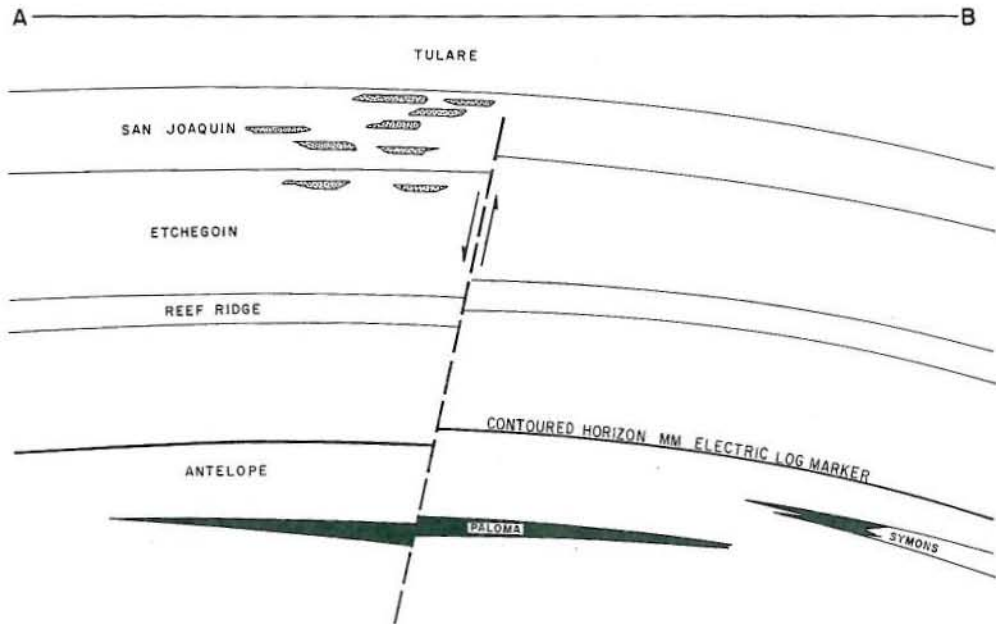 A B
TULARE
SAN JOAQUIN
ETCHEGOIN
REEF RIDGE
CONTOURED HORIZON MM ELECTRIC LOG MARKER
ANTELOPE
PALOMA
SYMONS